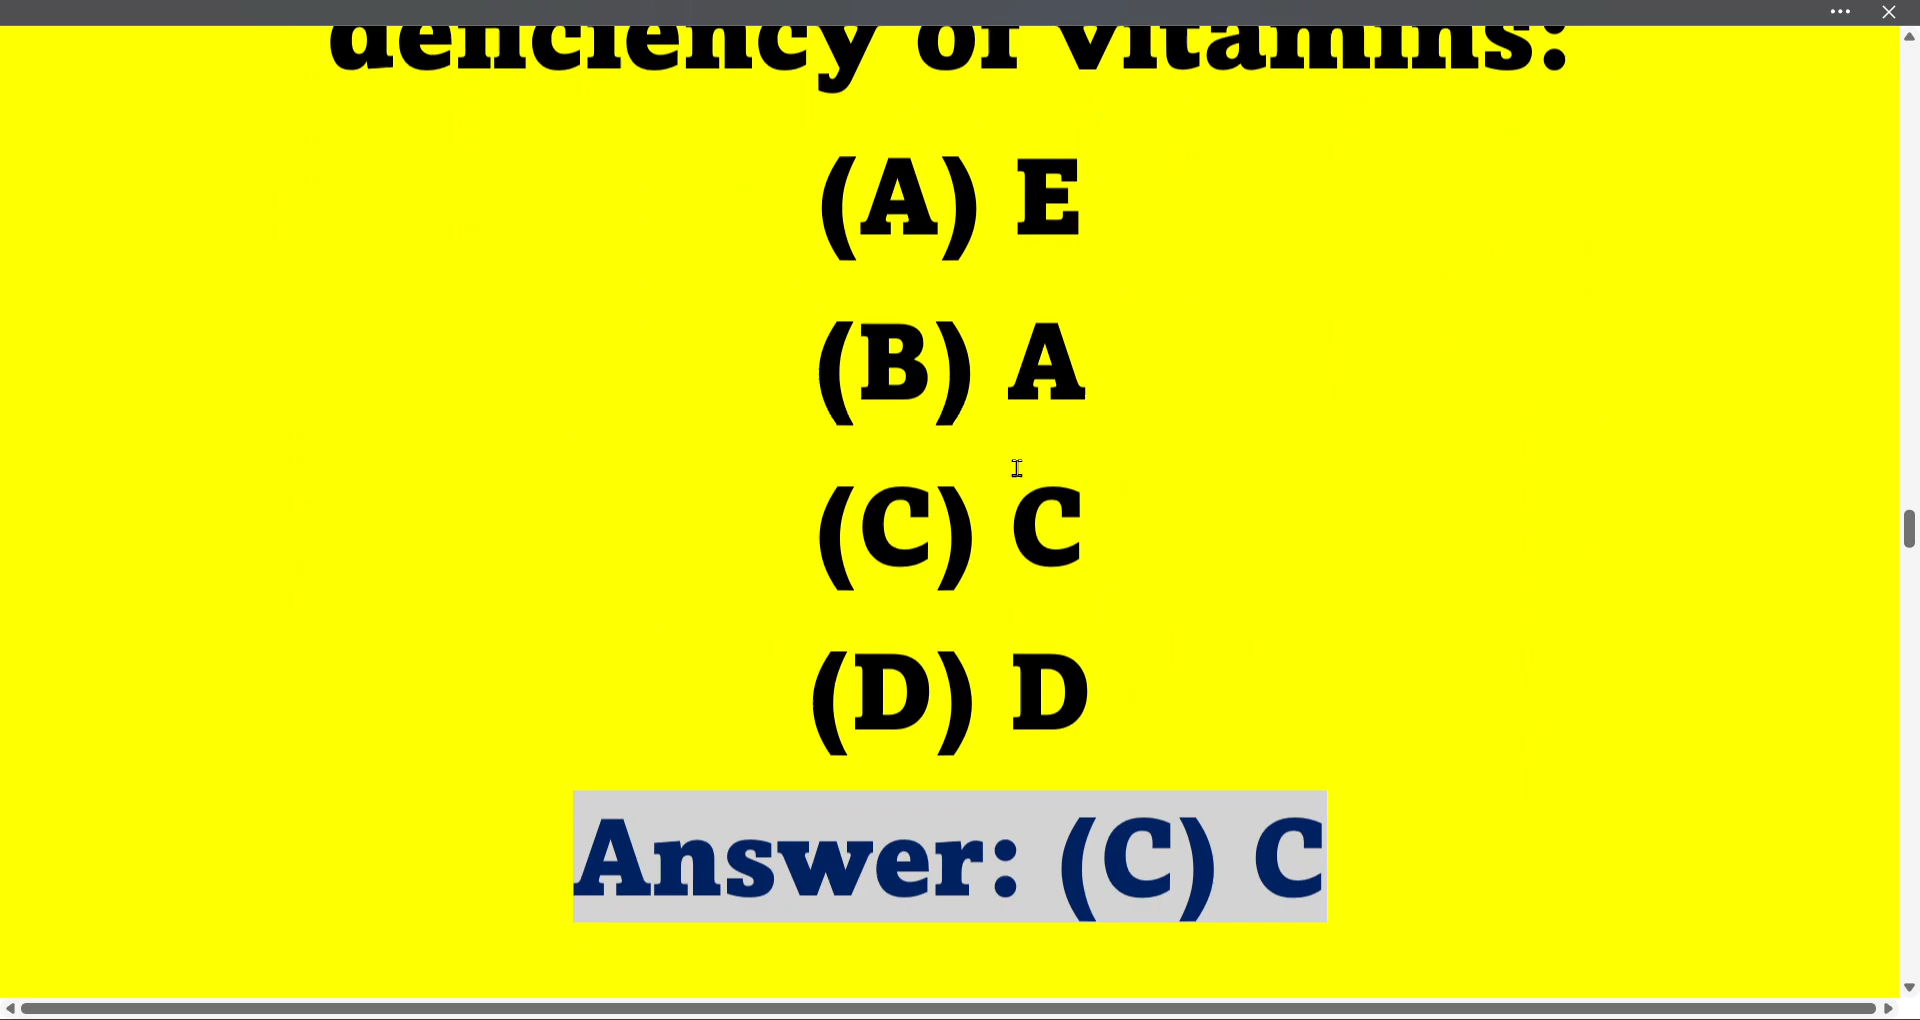 deficiency of vitamins:
(A) E
(B) A
(C) C
(D) D
Answer: (C) C